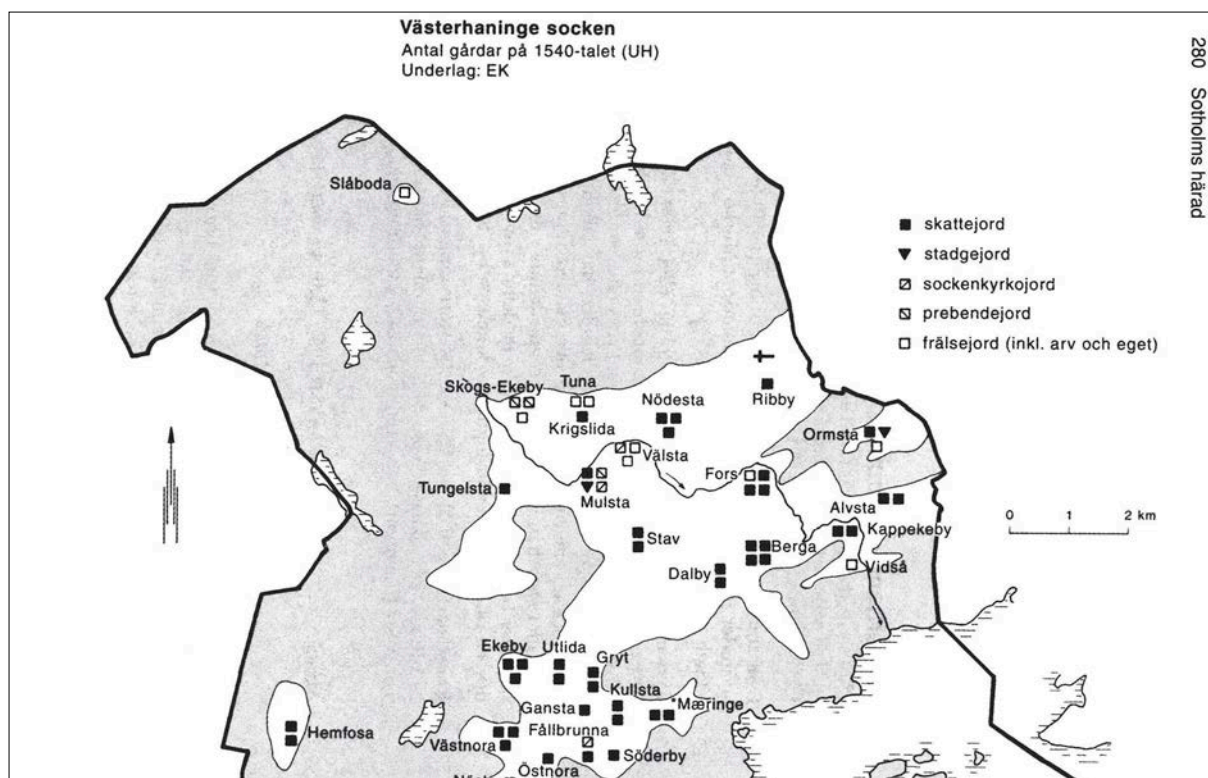 Västerhaninge socken
Antal gårdar på 1540-talet (UH)
Underlag: EK
280 Sotholms härad
skattejord
stadgejord
sockenkyrkojord
prebendejord
frälsejord (inkl. arv och eget)
Slåboda
Skogs-Ekeby
Tuna
Krigslida
Nödesta
Ribby
Ormsta
Välsta
Fors
Tungelsta
Mulsta
Alvsta
Kappekeby
0 1 2 km
Stav
Berga
Dalby
Vidså
Ekeby
Utlida
Gryt
Kullsta
*Mæringe
Gansta
Hemfosa
Fållbrunna
Västnora
Söderby
Östnora